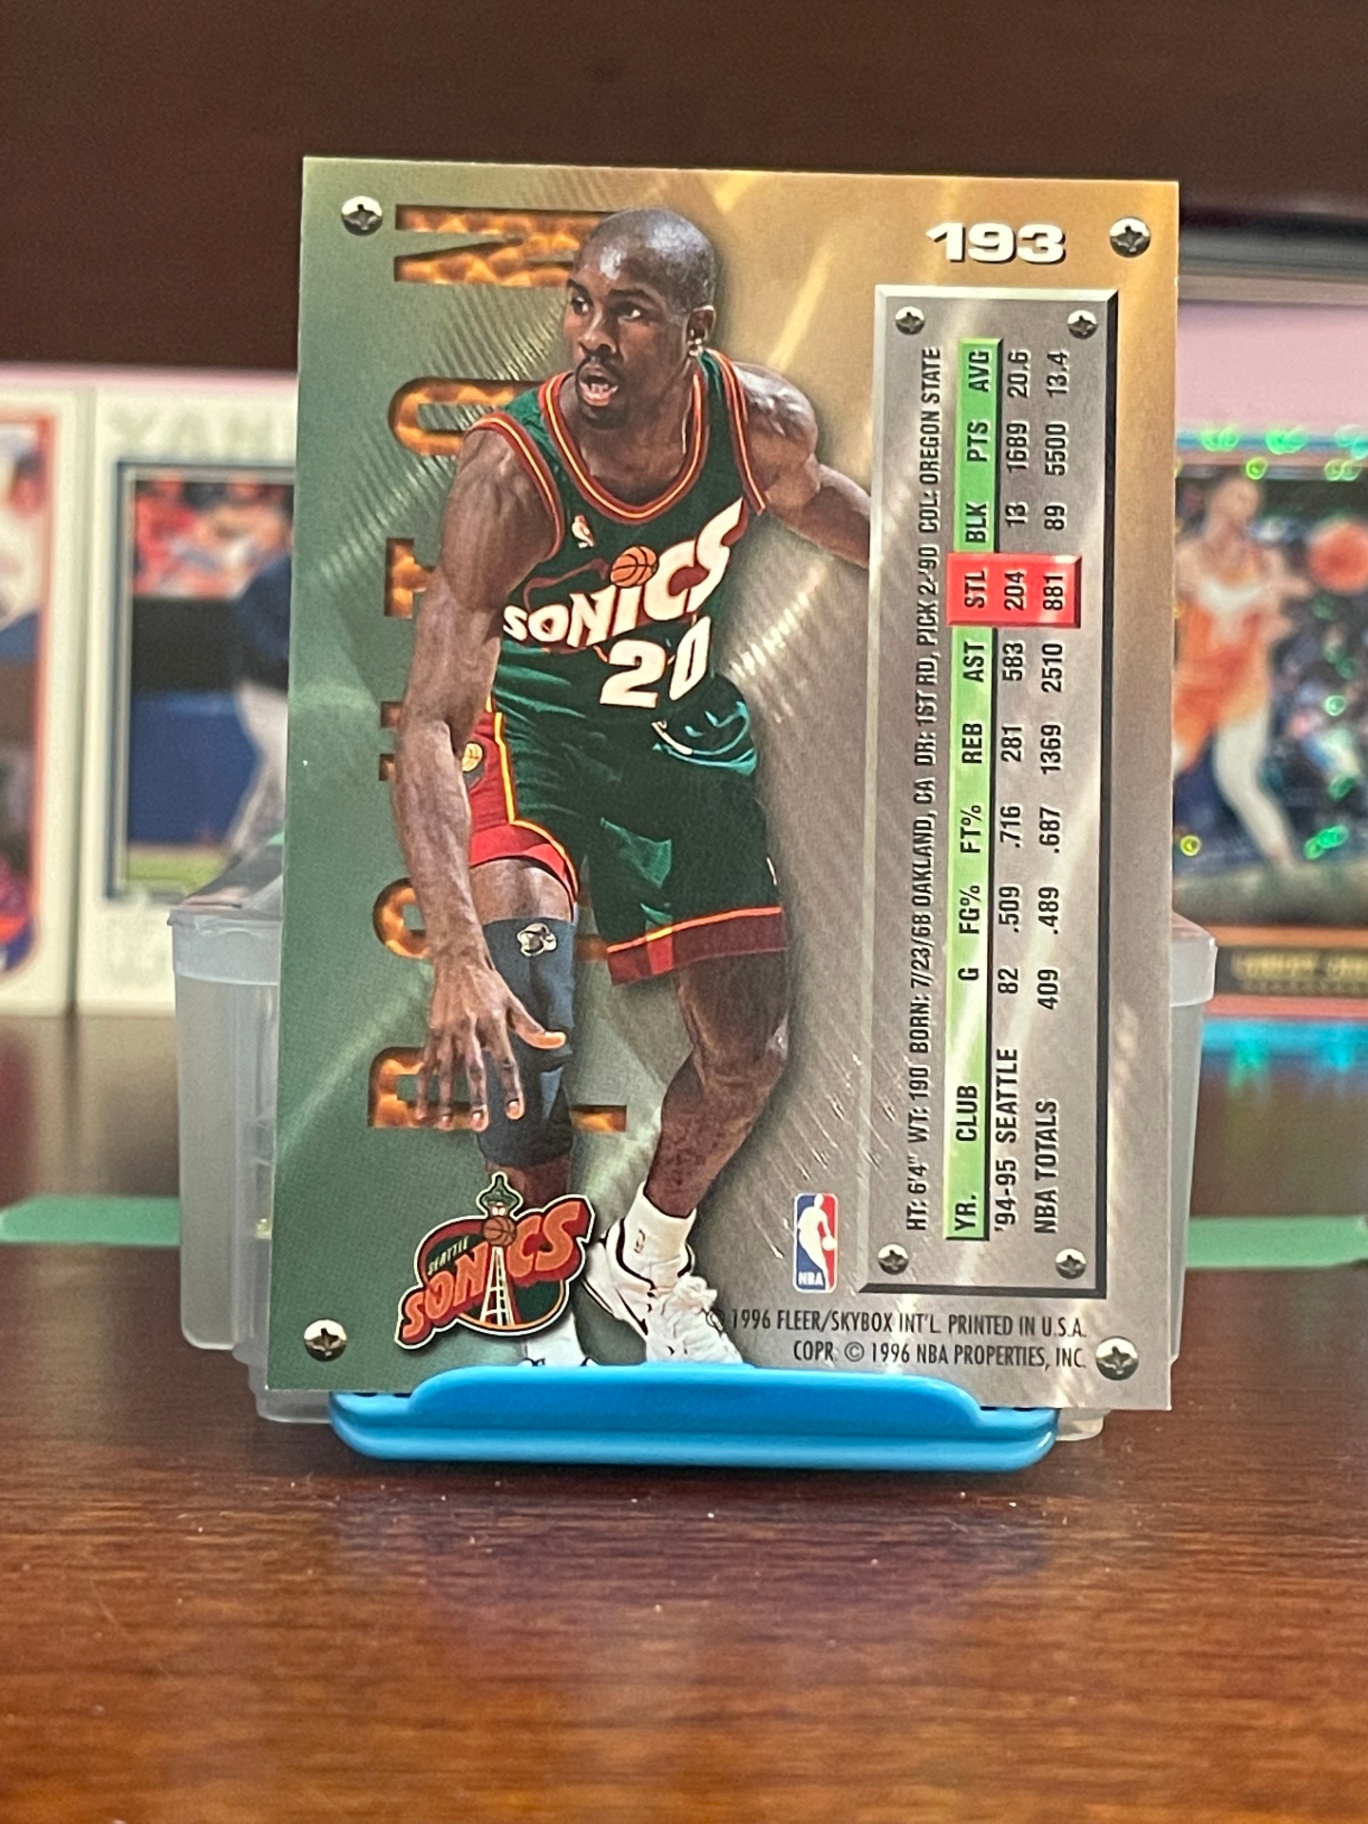 193
SONICS
20
HT: 6'4" WT: 190 BORN: 7/23/68 OAKLAND, CA DR: 1ST RD, PICK 2-'90 COL: OREGON STATE
YR. CLUB G FG% FT% REB AST STL BLK PTS AVG
'94-95 SEATTLE 82 .509 .716 281 583 204 13 1689 20.6
NBA TOTALS 409 .489 .687 1369 2510 881 89 5500 13.4
SEATTLE
SONICS
NBA
© 1996 FLEER/SKYBOX INT'L. PRINTED IN U.S.A.
COPR. © 1996 NBA PROPERTIES, INC.